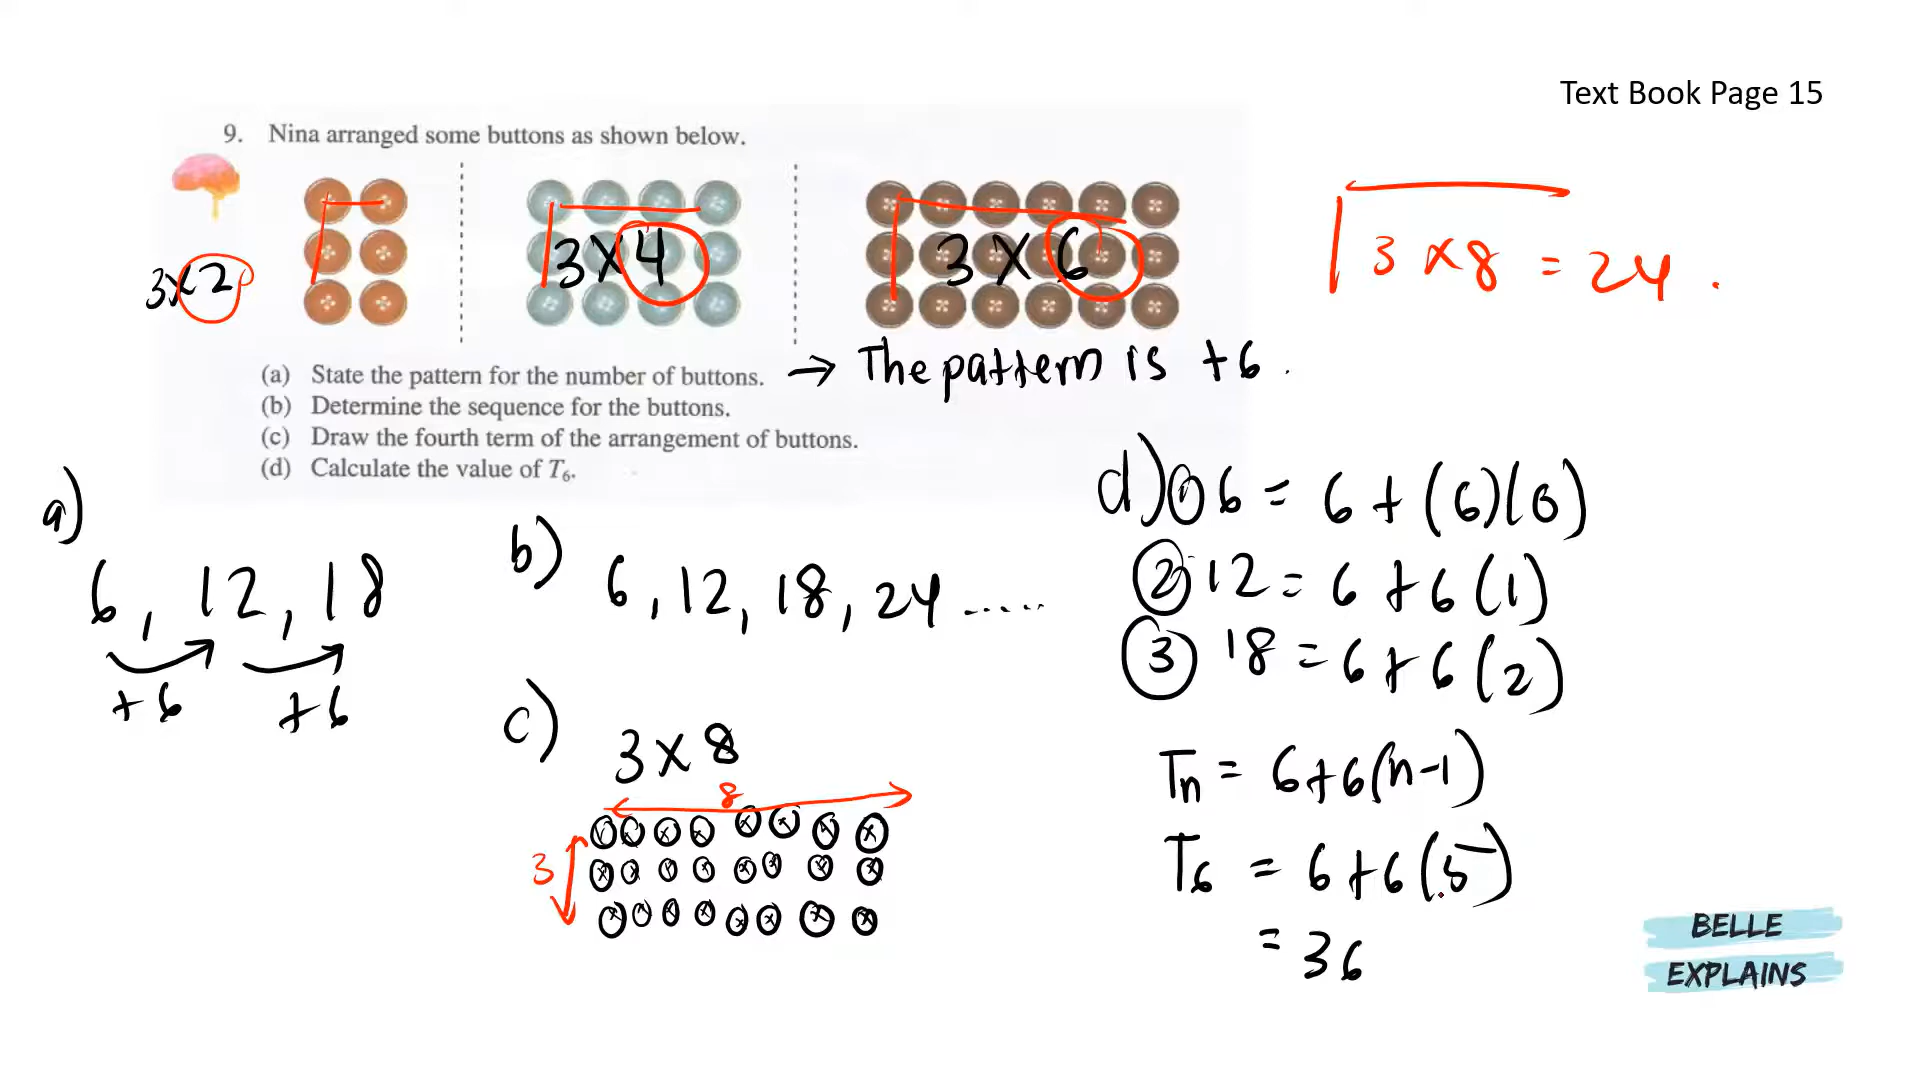 Text Book Page 15
9. Nina arranged some buttons as shown below.
3x2
3x4
3x6
3x8 = 24.
(a) State the pattern for the number of buttons. → The pattern is +6.
(b) Determine the sequence for the buttons.
(c) Draw the fourth term of the arrangement of buttons.
(d) Calculate the value of T₆.
a)
6, 12, 18
+6 +6
b)
6, 12, 18, 24 ......
c)
3x8
8
3
d) ① 6 = 6+(6)(0)
② 12 = 6+6(1)
③ 18 = 6+6(2)
Tn = 6+6(n-1)
T6 = 6+6(5)
= 36
BELLE
EXPLAINS